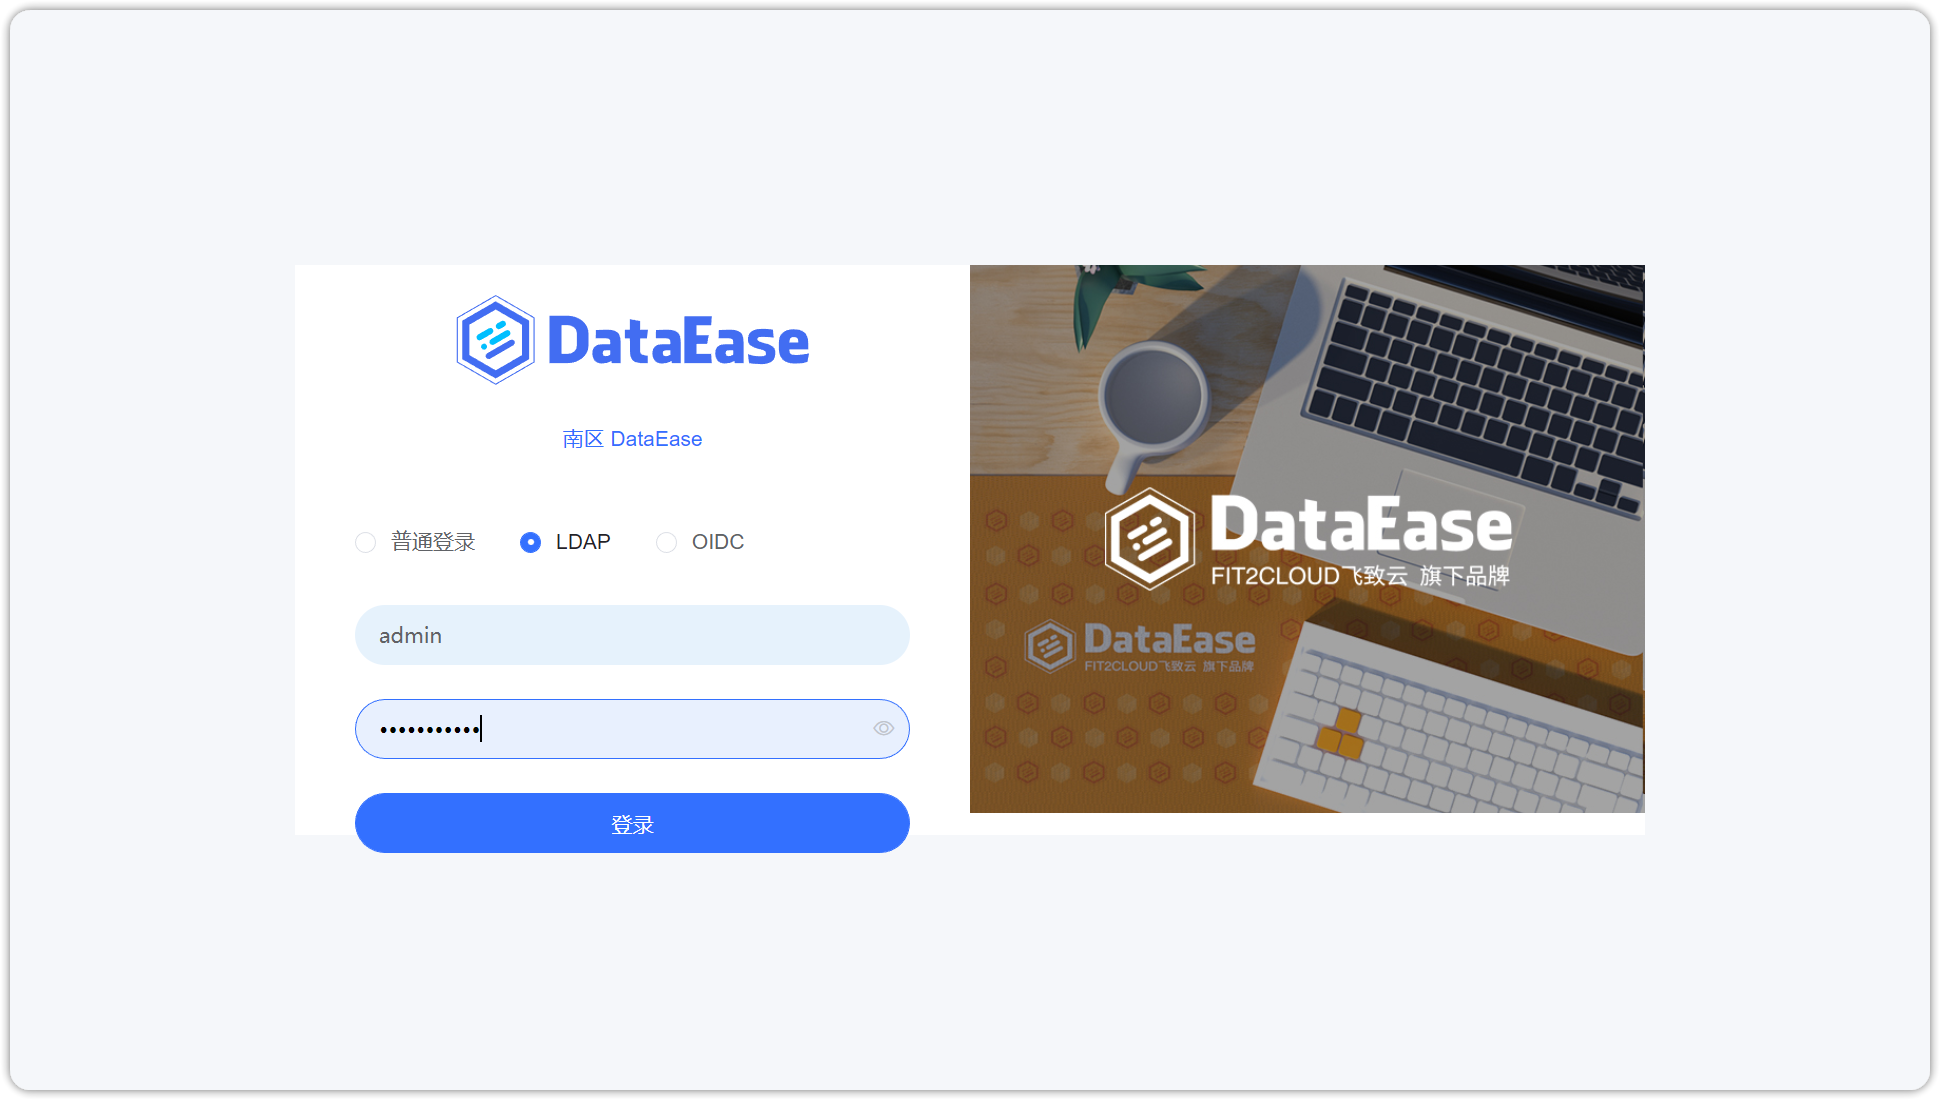 DataEase
南区 DataEase
普通登录 LDAP OIDC
admin
登录
DataEase
FIT2CLOUD飞致云 旗下品牌
DataEase
FIT2CLOUD飞致云 旗下品牌